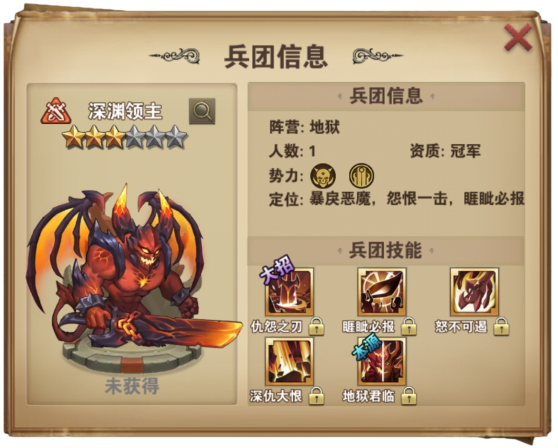 兵团信息
深渊领主
未获得
兵团信息
阵营: 地狱
人数: 1 资质: 冠军
势力:
定位: 暴戾恶魔，怨恨一击，睚眦必报
兵团技能
大招
仇怨之刃 睚眦必报 怒不可遏
本源
深仇大恨 地狱君临